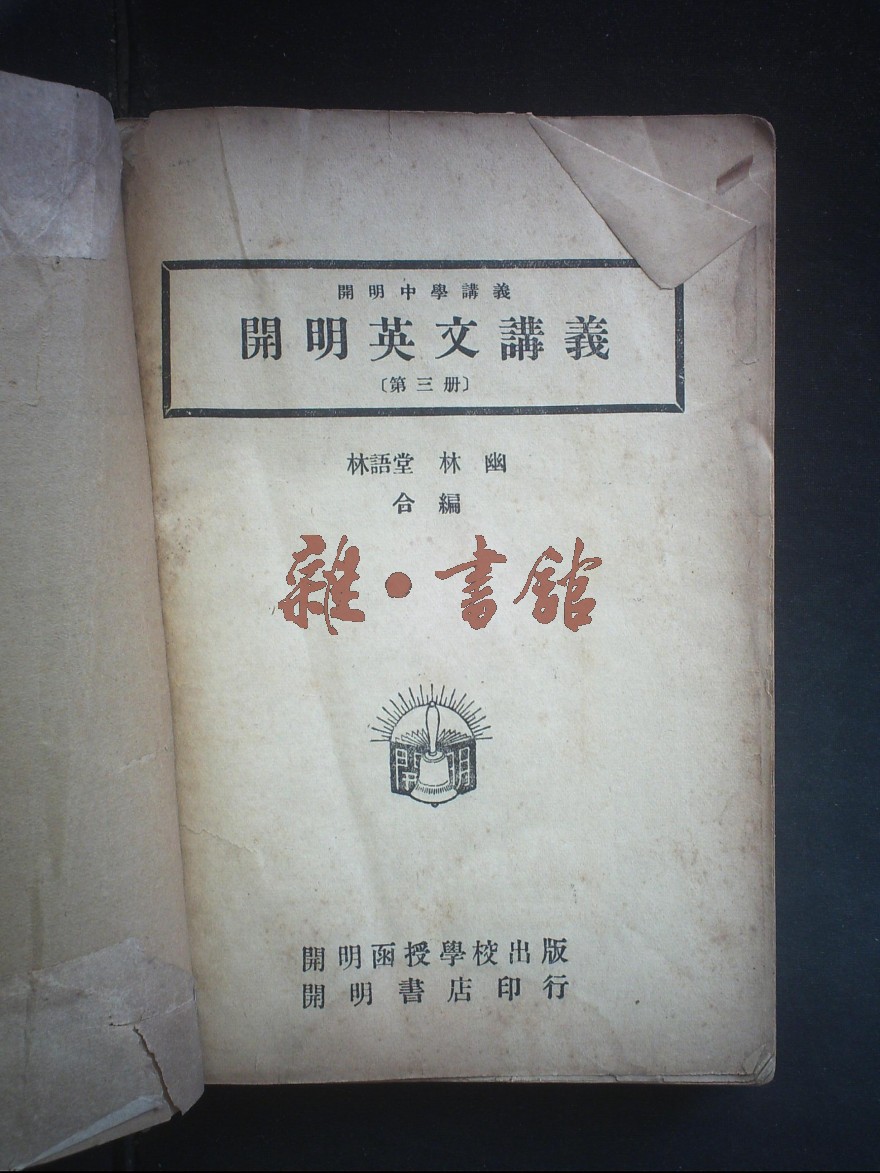 開明中學講義
開明英文講義
〔第三册〕
林語堂 林幽
合編
雜·書館
開明
開明函授學校出版
開明書店印行